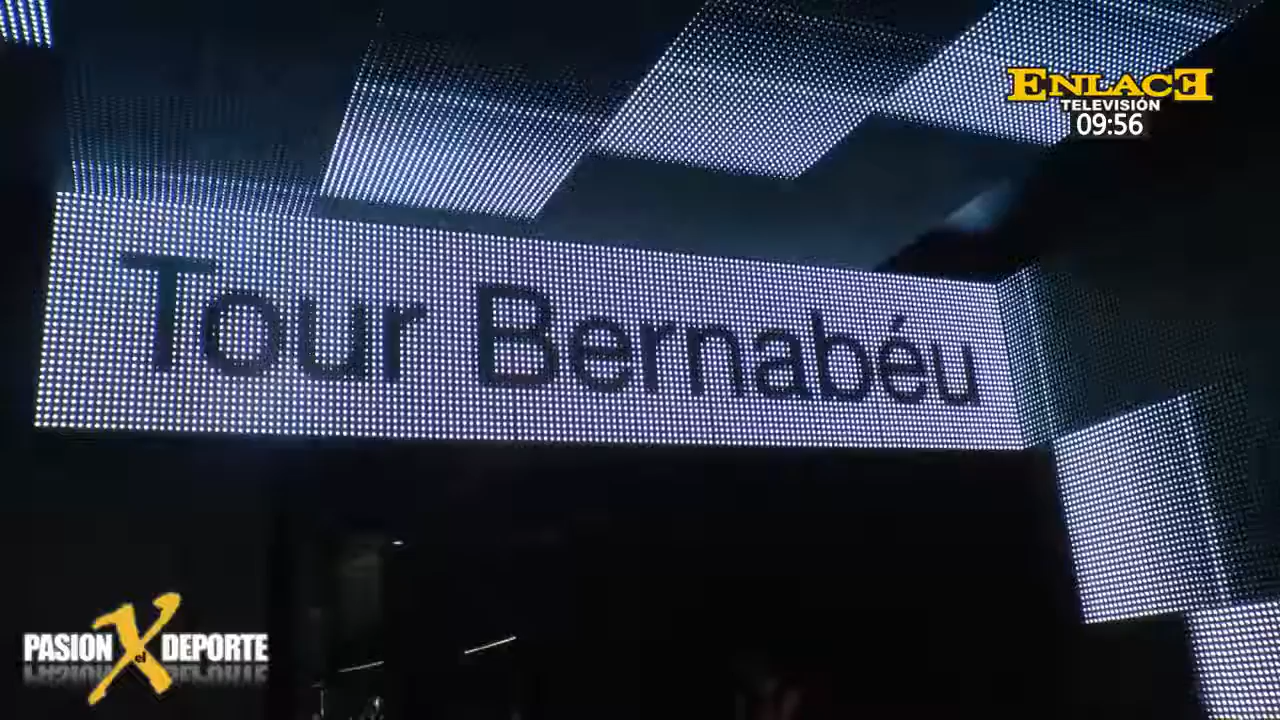 ENLACE
TELEVISIÓN
09:56
Tour Bernabéu
PASION X el DEPORTE